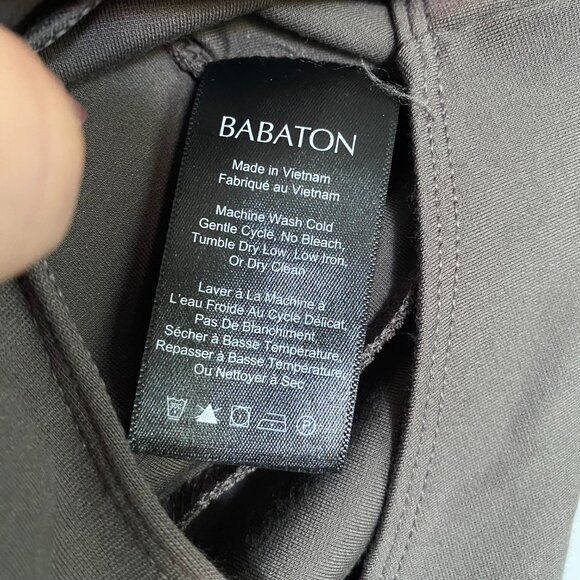 BABATON
Made in Vietnam
Fabriqué au Vietnam
Machine Wash Cold
Gentle Cycle, No Bleach,
Tumble Dry Low, Low Iron.
Or Dry Clean
Laver à La Machine à
L'eau Froide Au Cycle Délicat,
Pas De Blanchiment
Sécher à Basse Température,
Repasser à Basse Température,
Ou Nettoyer à Sec